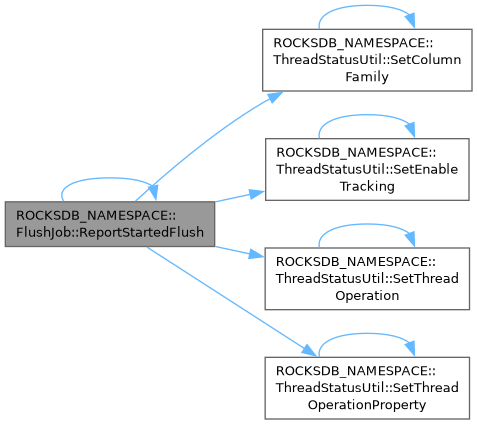 ROCKSDB_NAMESPACE::
FlushJob::ReportStartedFlush
ROCKSDB_NAMESPACE::
ThreadStatusUtil::SetColumn
Family
ROCKSDB_NAMESPACE::
ThreadStatusUtil::SetEnable
Tracking
ROCKSDB_NAMESPACE::
ThreadStatusUtil::SetThread
Operation
ROCKSDB_NAMESPACE::
ThreadStatusUtil::SetThread
OperationProperty